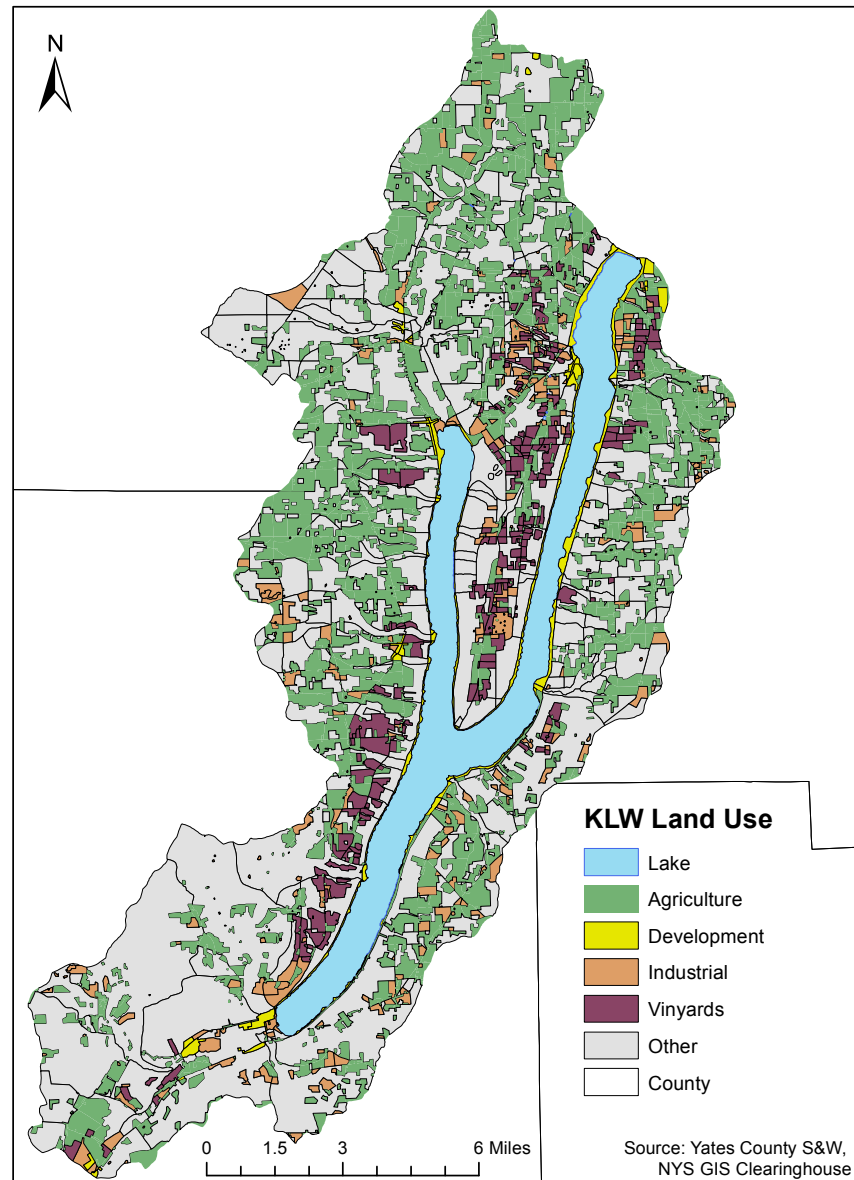 N
KLW Land Use
Lake
Agriculture
Development
Industrial
Vinyards
Other
County
0 1.5 3 6 Miles
Source: Yates County S&W,
NYS GIS Clearinghouse